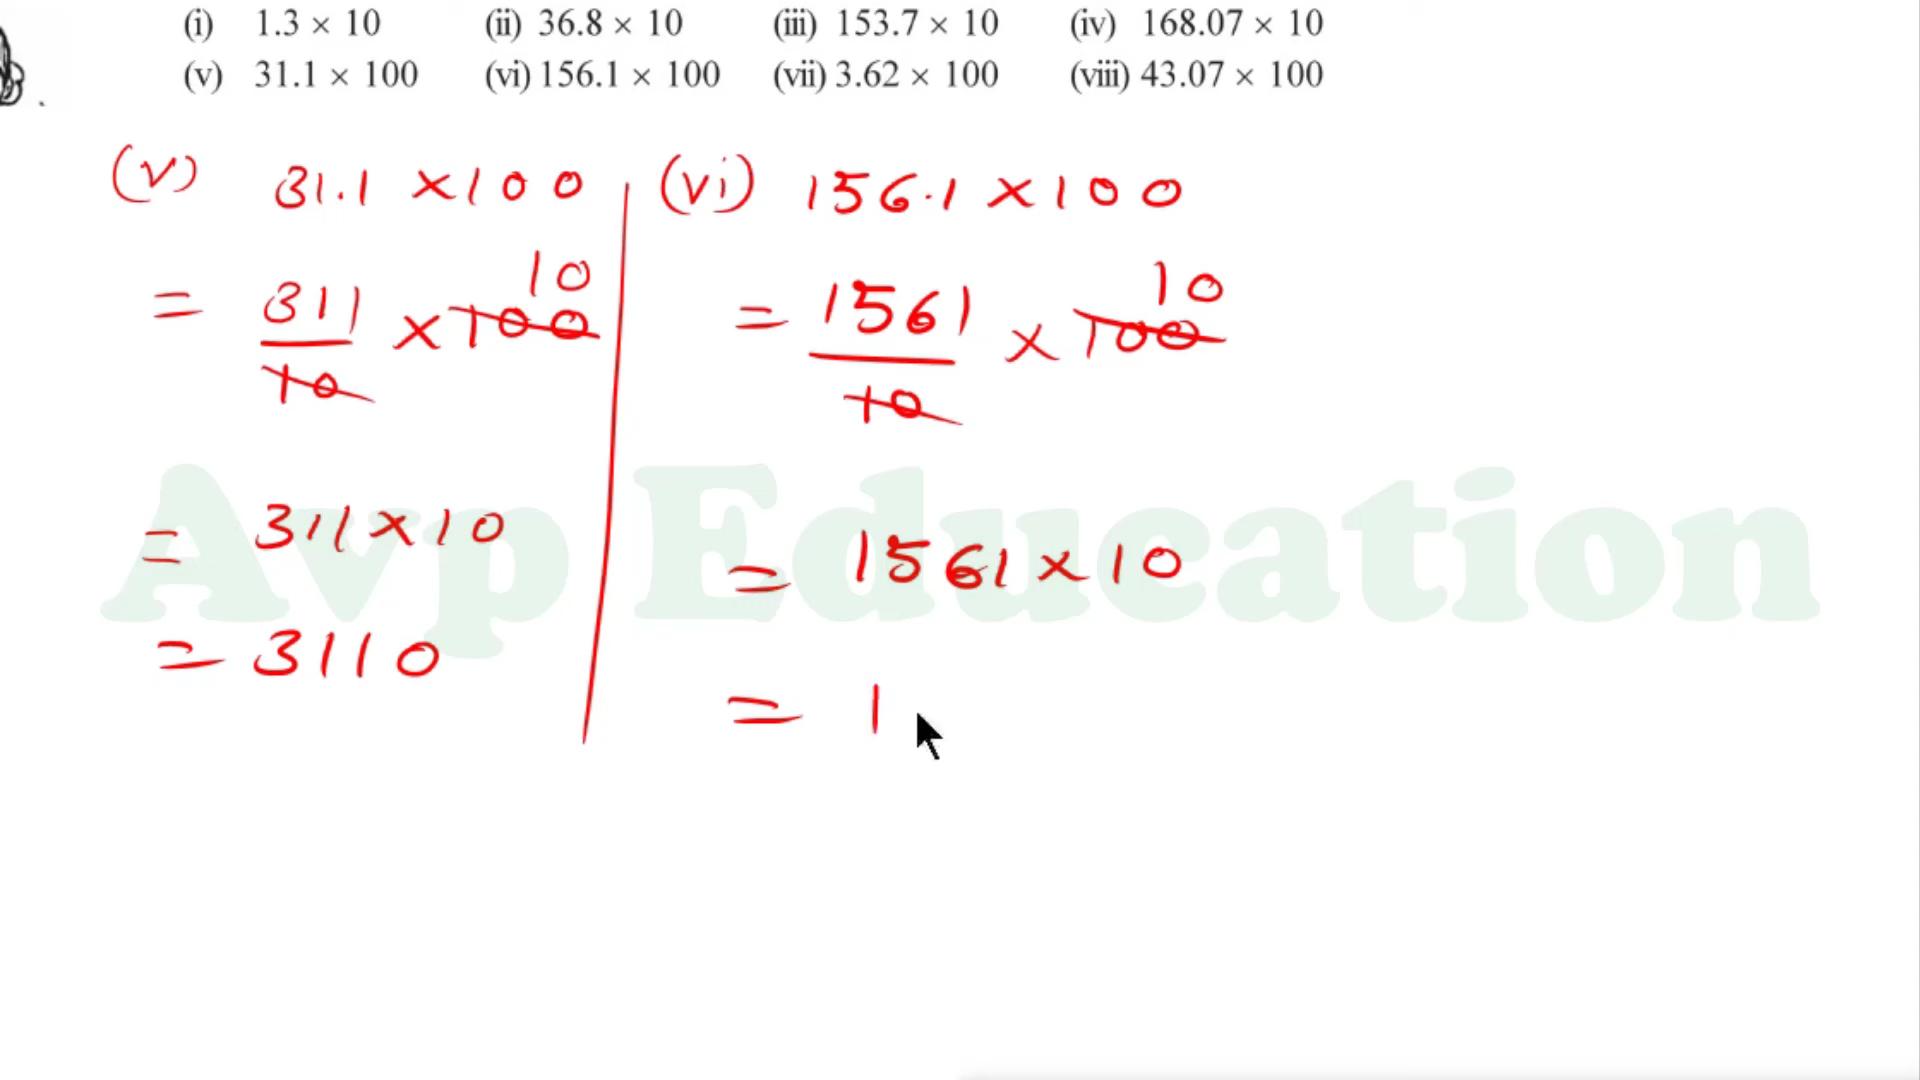 (i) 1.3 × 10 (ii) 36.8 × 10 (iii) 153.7 × 10 (iv) 168.07 × 10
(v) 31.1 × 100 (vi) 156.1 × 100 (vii) 3.62 × 100 (viii) 43.07 × 100
(v) 31.1 × 100
= 311/10 × 100 10
= 311 × 10
= 3110
(vi) 156.1 × 100
= 1561/10 × 100 10
= 1561 × 10
= 1
Avp Education